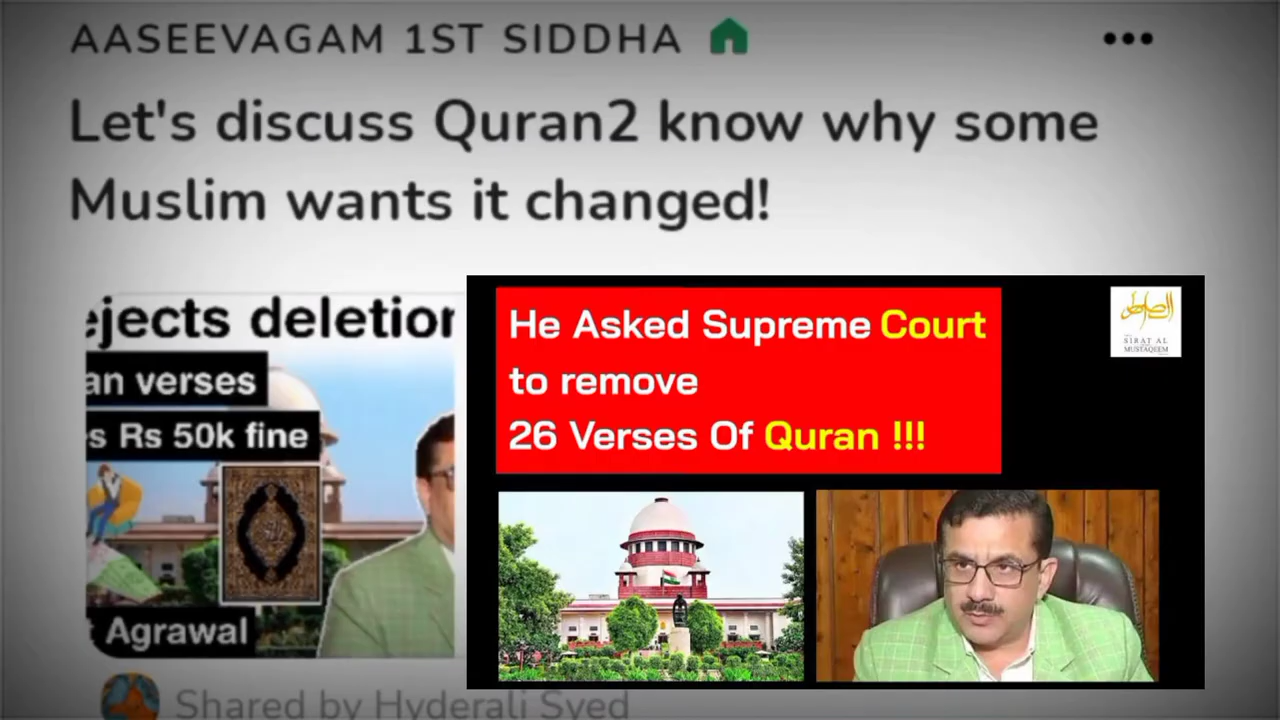 AASEEVAGAM 1ST SIDDHA
Let's discuss Quran2 know why some
Muslim wants it changed!
ejects deletion
an verses
s Rs 50k fine
t Agrawal
He Asked Supreme Court
to remove
26 Verses Of Quran !!!
SIRAT AL
MUSTAQEEM
Shared by Hyderali Syed